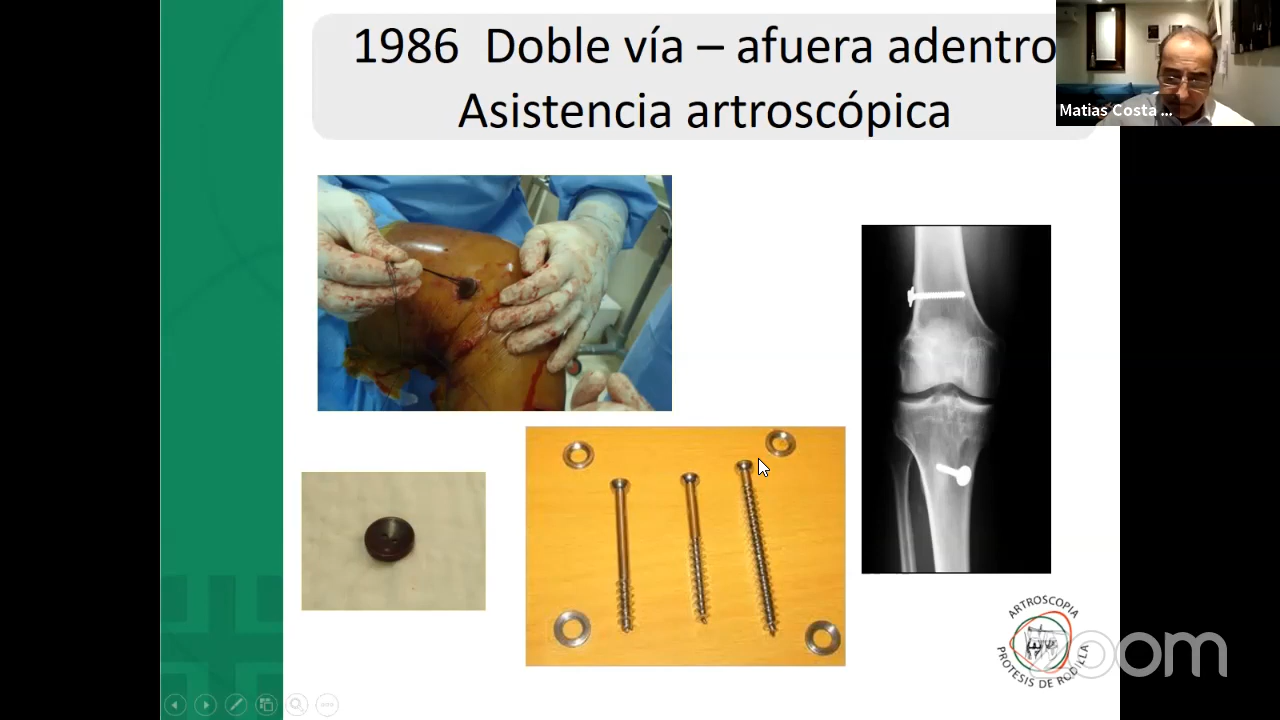 1986 Doble vía – afuera adentro
Asistencia artroscópica
Matias Costa ...
ARTROSCOPIA
PROTESIS DE RODILLA
zoom